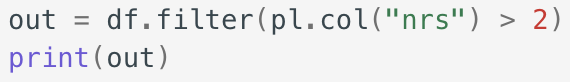 out = df.filter(pl.col("nrs") > 2)
print(out)